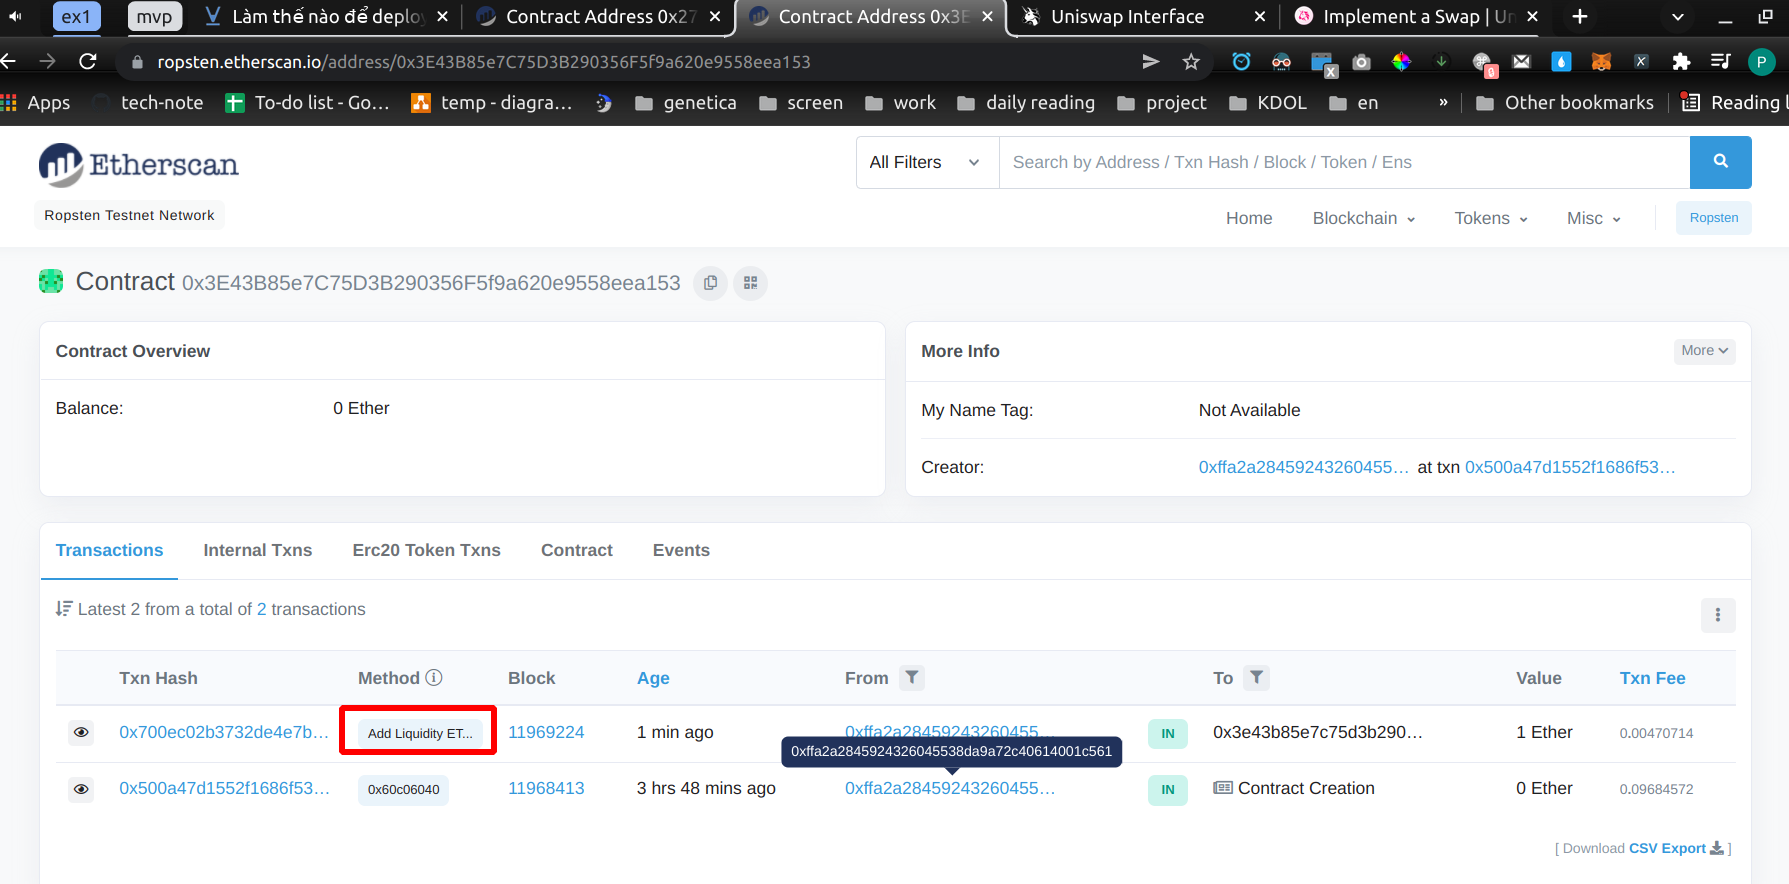 ex1
mvp
Làm thế nào để deploy
Contract Address 0x27
Contract Address 0x3E
Uniswap Interface
Implement a Swap | Un
ropsten.etherscan.io/address/0x3E43B85e7C75D3B290356F5f9a620e9558eea153
P
Apps
tech-note
To-do list - Go...
temp - diagra...
genetica
screen
work
daily reading
project
KDOL
en
»
Other bookmarks
Reading l
Etherscan
All Filters
Search by Address / Txn Hash / Block / Token / Ens
Ropsten Testnet Network
Home
Blockchain
Tokens
Misc
Ropsten
Contract 0x3E43B85e7C75D3B290356F5f9a620e9558eea153
Contract Overview
Balance: 0 Ether
More Info
More
My Name Tag: Not Available
Creator: 0xffa2a28459243260455... at txn 0x500a47d1552f1686f53...
Transactions
Internal Txns
Erc20 Token Txns
Contract
Events
Latest 2 from a total of 2 transactions
Txn Hash Method Block Age From To Value Txn Fee
0x700ec02b3732de4e7b... Add Liquidity ET... 11969224 1 min ago 0xffa2a28459243260455... IN 0x3e43b85e7c75d3b290... 1 Ether 0.00470714
0xffa2a2845924326045538da9a72c40614001c561
0x500a47d1552f1686f53... 0x60c06040 11968413 3 hrs 48 mins ago 0xffa2a28459243260455... IN Contract Creation 0 Ether 0.09684572
[ Download CSV Export ]